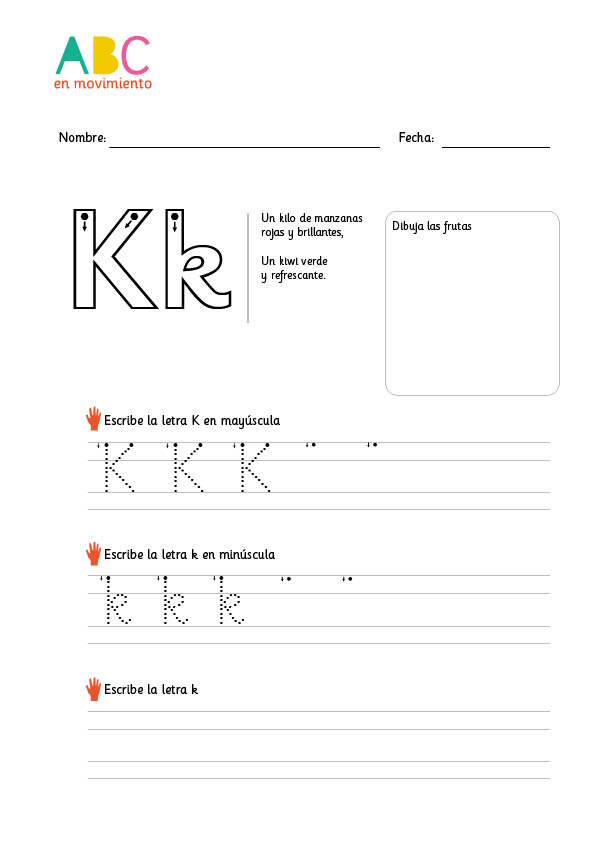 ABC
en movimiento
Nombre: Fecha:
Kk
Un kilo de manzanas
rojas y brillantes,
Un kiwi verde
y refrescante.
Dibuja las frutas
Escribe la letra K en mayúscula
K K K
Escribe la letra k en minúscula
k k k
Escribe la letra k